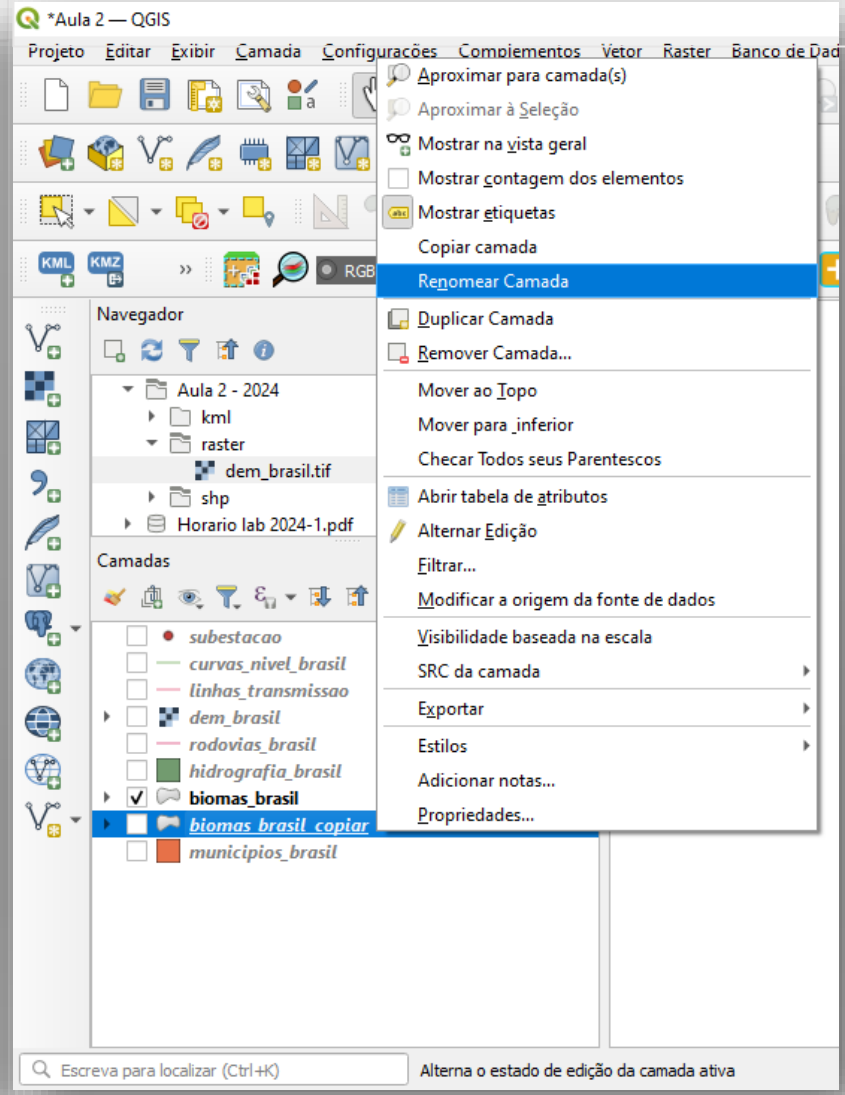 *Aula 2 — QGIS
Projeto Editar Exibir Camada Configurações Complementos Vetor Raster Banco de Dad
a
KML KMZ » RGB
Aproximar para camada(s)
Aproximar à Seleção
Mostrar na vista geral
Mostrar contagem dos elementos
abc Mostrar etiquetas
Copiar camada
Renomear Camada
Duplicar Camada
Remover Camada...
Mover ao Topo
Mover para _inferior
Checar Todos seus Parentescos
Abrir tabela de atributos
Alternar Edição
Filtrar...
Modificar a origem da fonte de dados
Visibilidade baseada na escala
SRC da camada
Exportar
Estilos
Adicionar notas...
Propriedades...
Navegador
Aula 2 - 2024
kml
raster
dem_brasil.tif
shp
Horario lab 2024-1.pdf
Camadas
subestacao
curvas_nivel_brasil
linhas_transmissao
dem_brasil
rodovias_brasil
hidrografia_brasil
biomas_brasil
biomas_brasil_copiar
municipios_brasil
Escreva para localizar (Ctrl+K)
Alterna o estado de edição da camada ativa